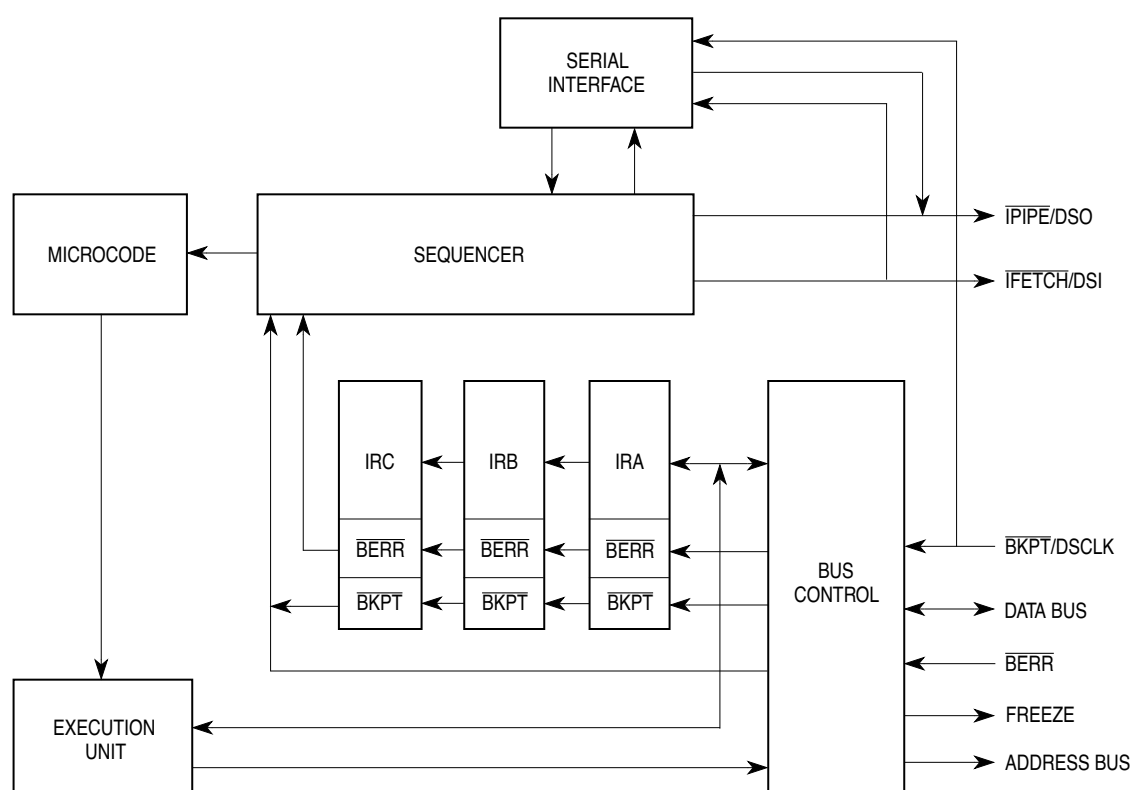 SERIAL
INTERFACE
IPIPE/DSO
MICROCODE
SEQUENCER
IFETCH/DSI
IRC
IRB
IRA
BERR
BERR
BERR
BKPT
BKPT
BKPT
BUS
CONTROL
BKPT/DSCLK
DATA BUS
BERR
FREEZE
ADDRESS BUS
EXECUTION
UNIT